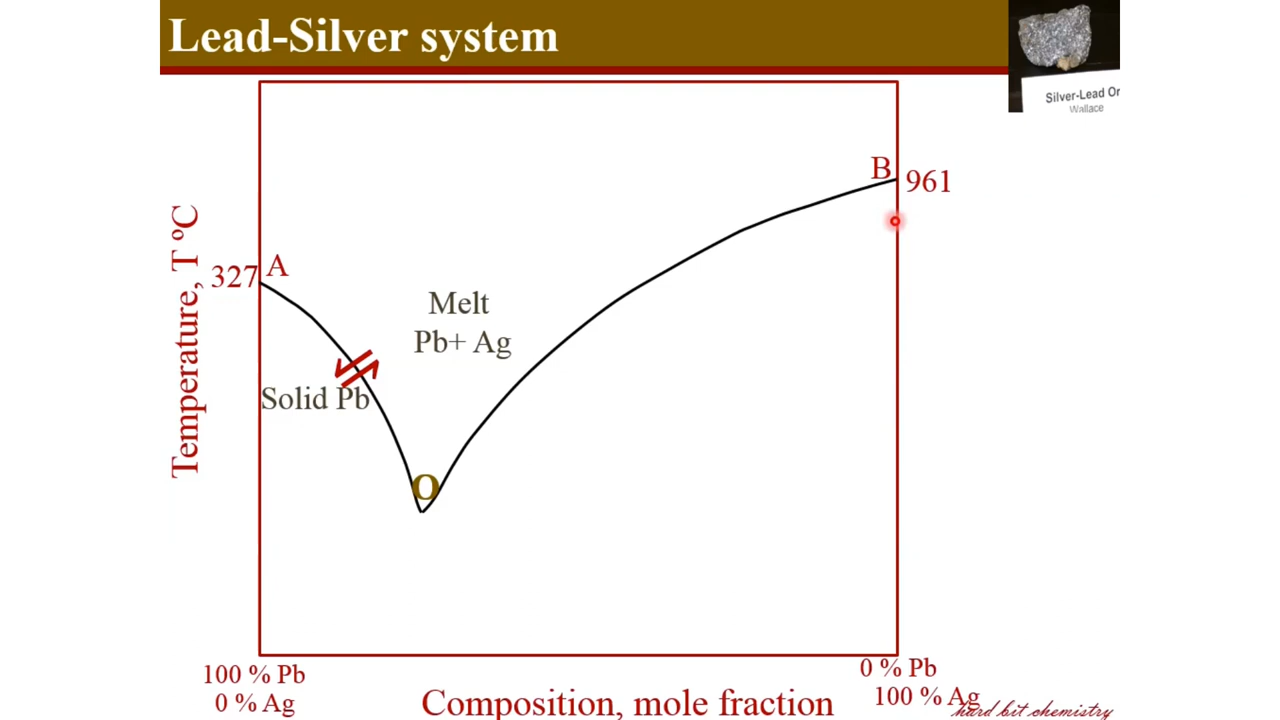 Lead-Silver system
Silver-Lead Or
Wallace
B
961
A
327
Temperature, T ºC
Melt
Pb+ Ag
Solid Pb
O
100 % Pb
0 % Ag
0 % Pb
100 % Ag
Composition, mole fraction
hard bit chemistry